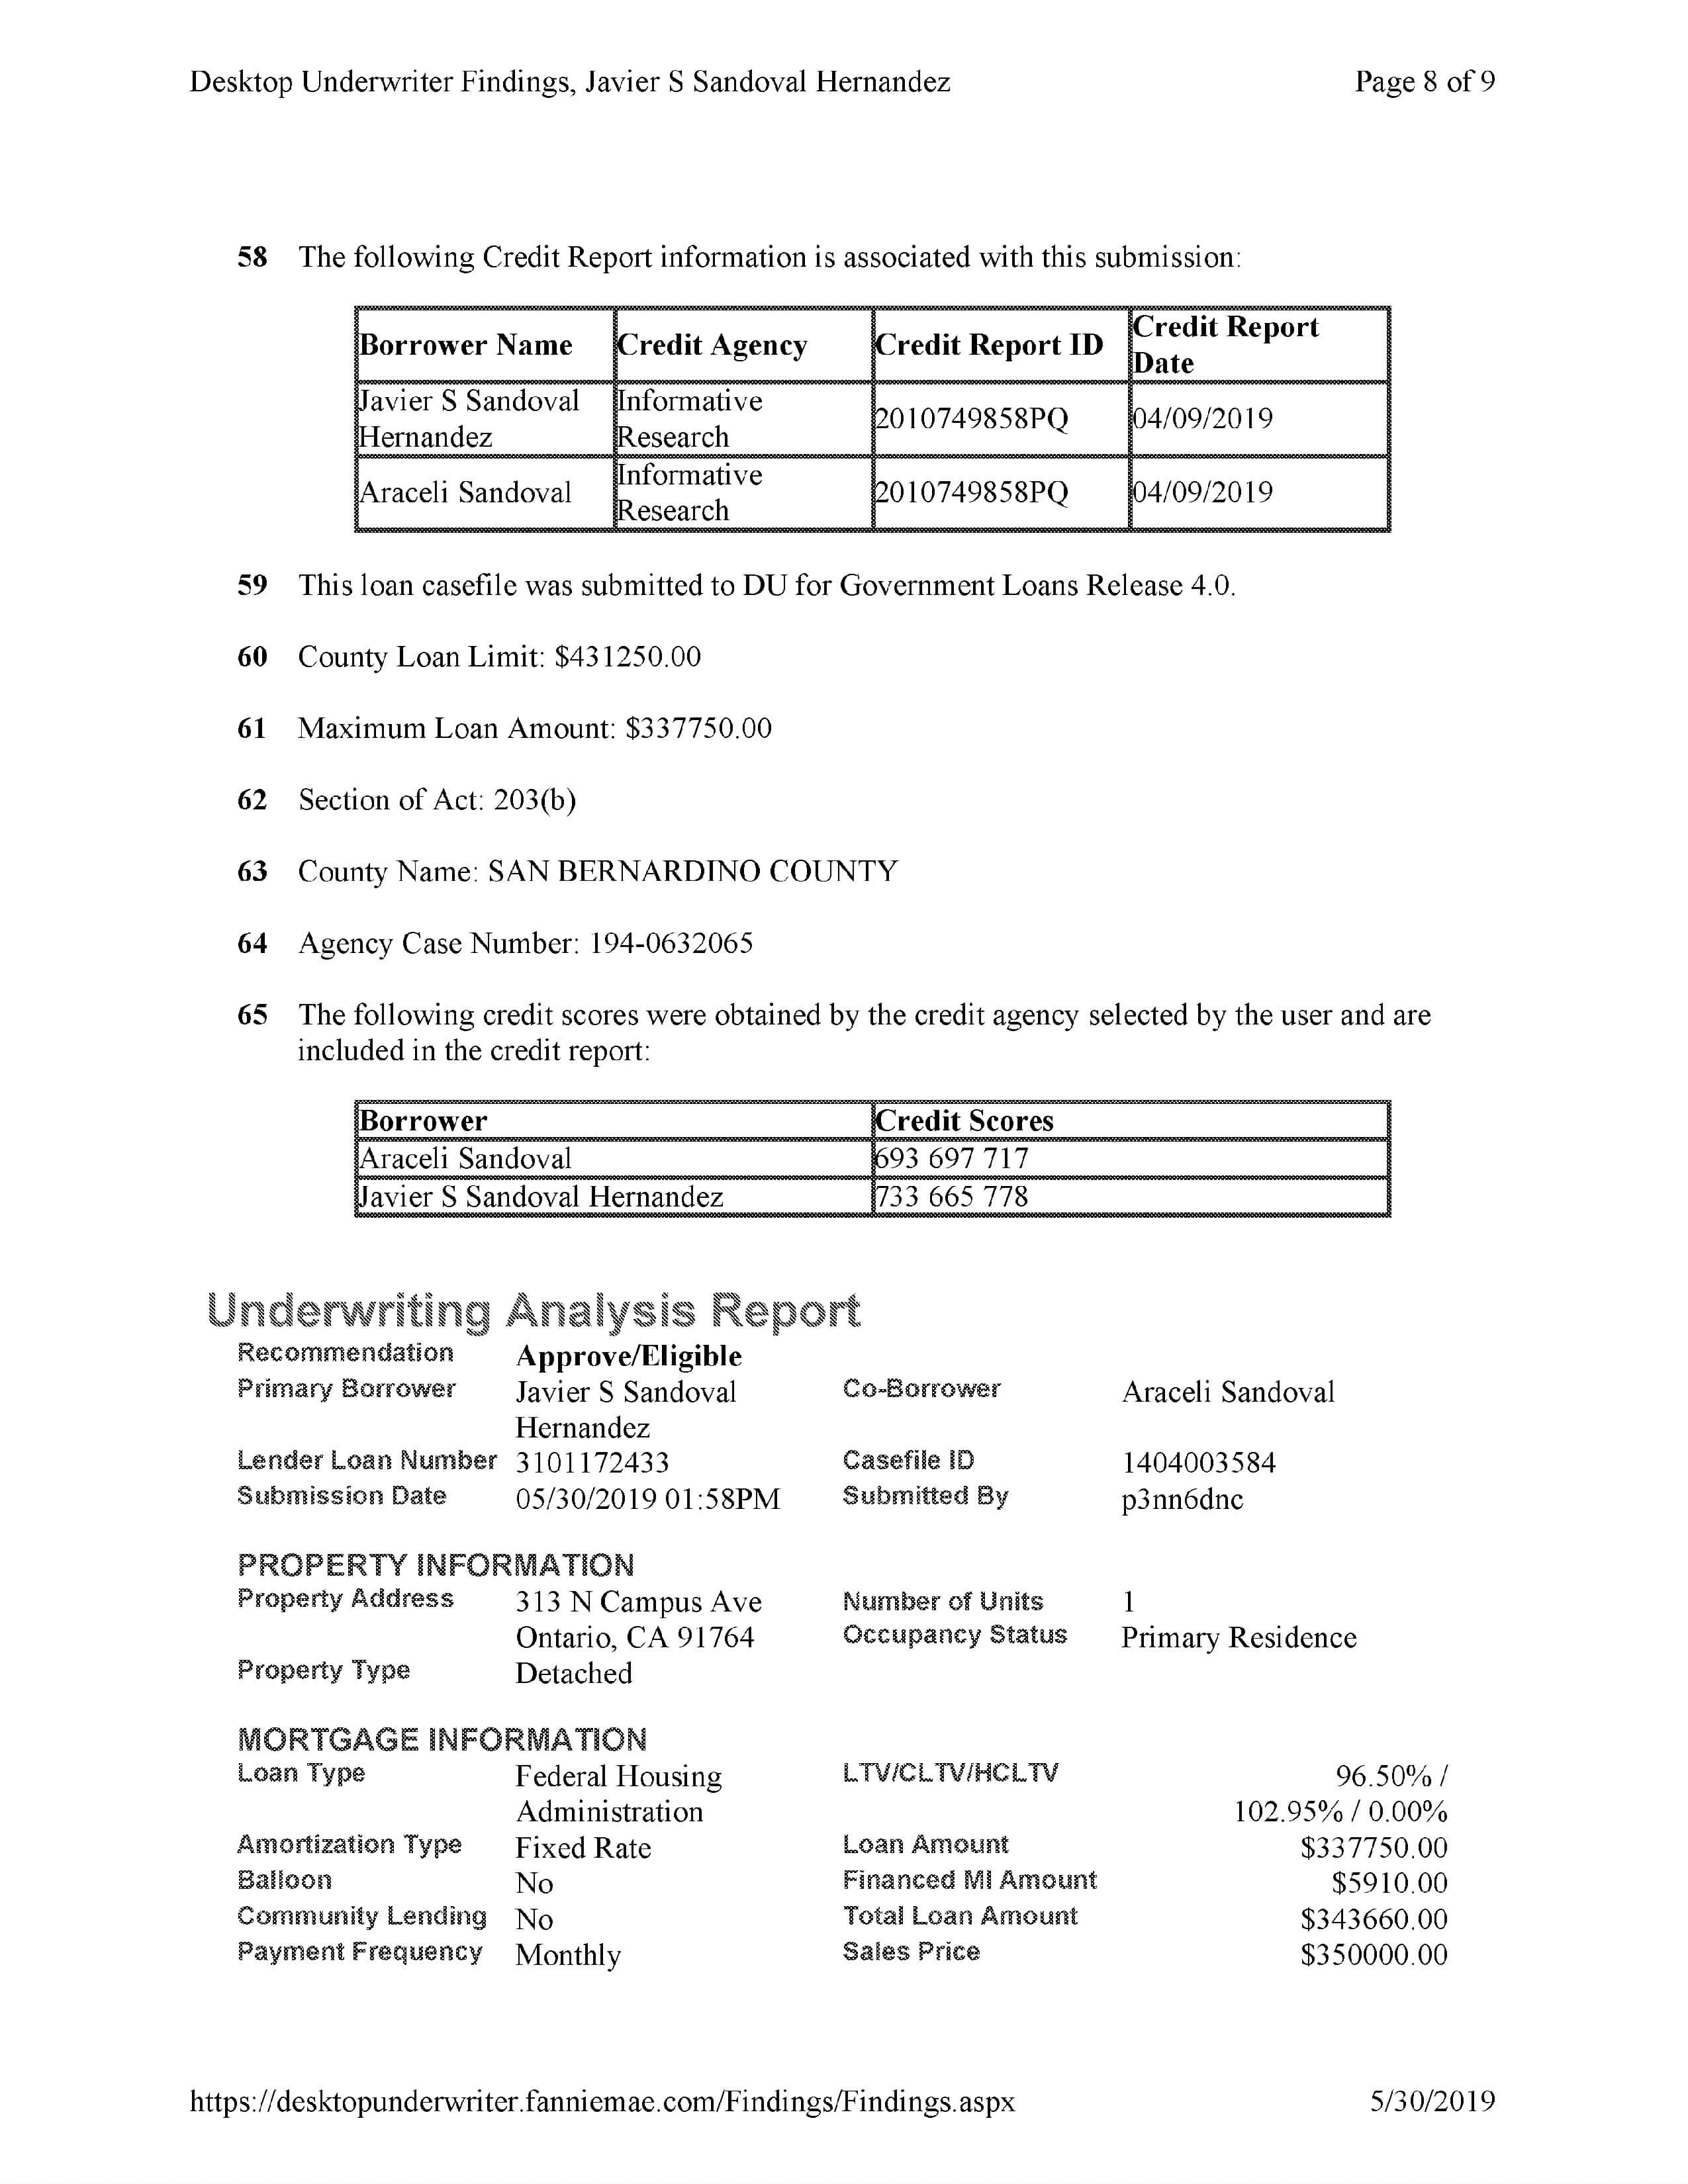 Desktop Underwriter Findings, Javier S Sandoval Hernandez Page 8 of 9
58 The following Credit Report information is associated with this submission:
Borrower Name Credit Agency Credit Report ID Credit Report Date
Javier S Sandoval Hernandez Informative Research 2010749858PQ 04/09/2019
Araceli Sandoval Informative Research 2010749858PQ 04/09/2019
59 This loan casefile was submitted to DU for Government Loans Release 4.0.
60 County Loan Limit: $431250.00
61 Maximum Loan Amount: $337750.00
62 Section of Act: 203(b)
63 County Name: SAN BERNARDINO COUNTY
64 Agency Case Number: 194-0632065
65 The following credit scores were obtained by the credit agency selected by the user and are
included in the credit report:
Borrower Credit Scores
Araceli Sandoval 693 697 717
Javier S Sandoval Hernandez 733 665 778
Underwriting Analysis Report
Recommendation Approve/Eligible
Primary Borrower Javier S Sandoval Co-Borrower Araceli Sandoval
Hernandez
Lender Loan Number 3101172433 Casefile ID 1404003584
Submission Date 05/30/2019 01:58PM Submitted By p3nn6dnc
PROPERTY INFORMATION
Property Address 313 N Campus Ave Number of Units 1
Ontario, CA 91764 Occupancy Status Primary Residence
Property Type Detached
MORTGAGE INFORMATION
Loan Type Federal Housing LTV/CLTV/HCLTV 96.50% /
Administration 102.95% / 0.00%
Amortization Type Fixed Rate Loan Amount $337750.00
Balloon No Financed MI Amount $5910.00
Community Lending No Total Loan Amount $343660.00
Payment Frequency Monthly Sales Price $350000.00
https://desktopunderwriter.fanniemae.com/Findings/Findings.aspx 5/30/2019